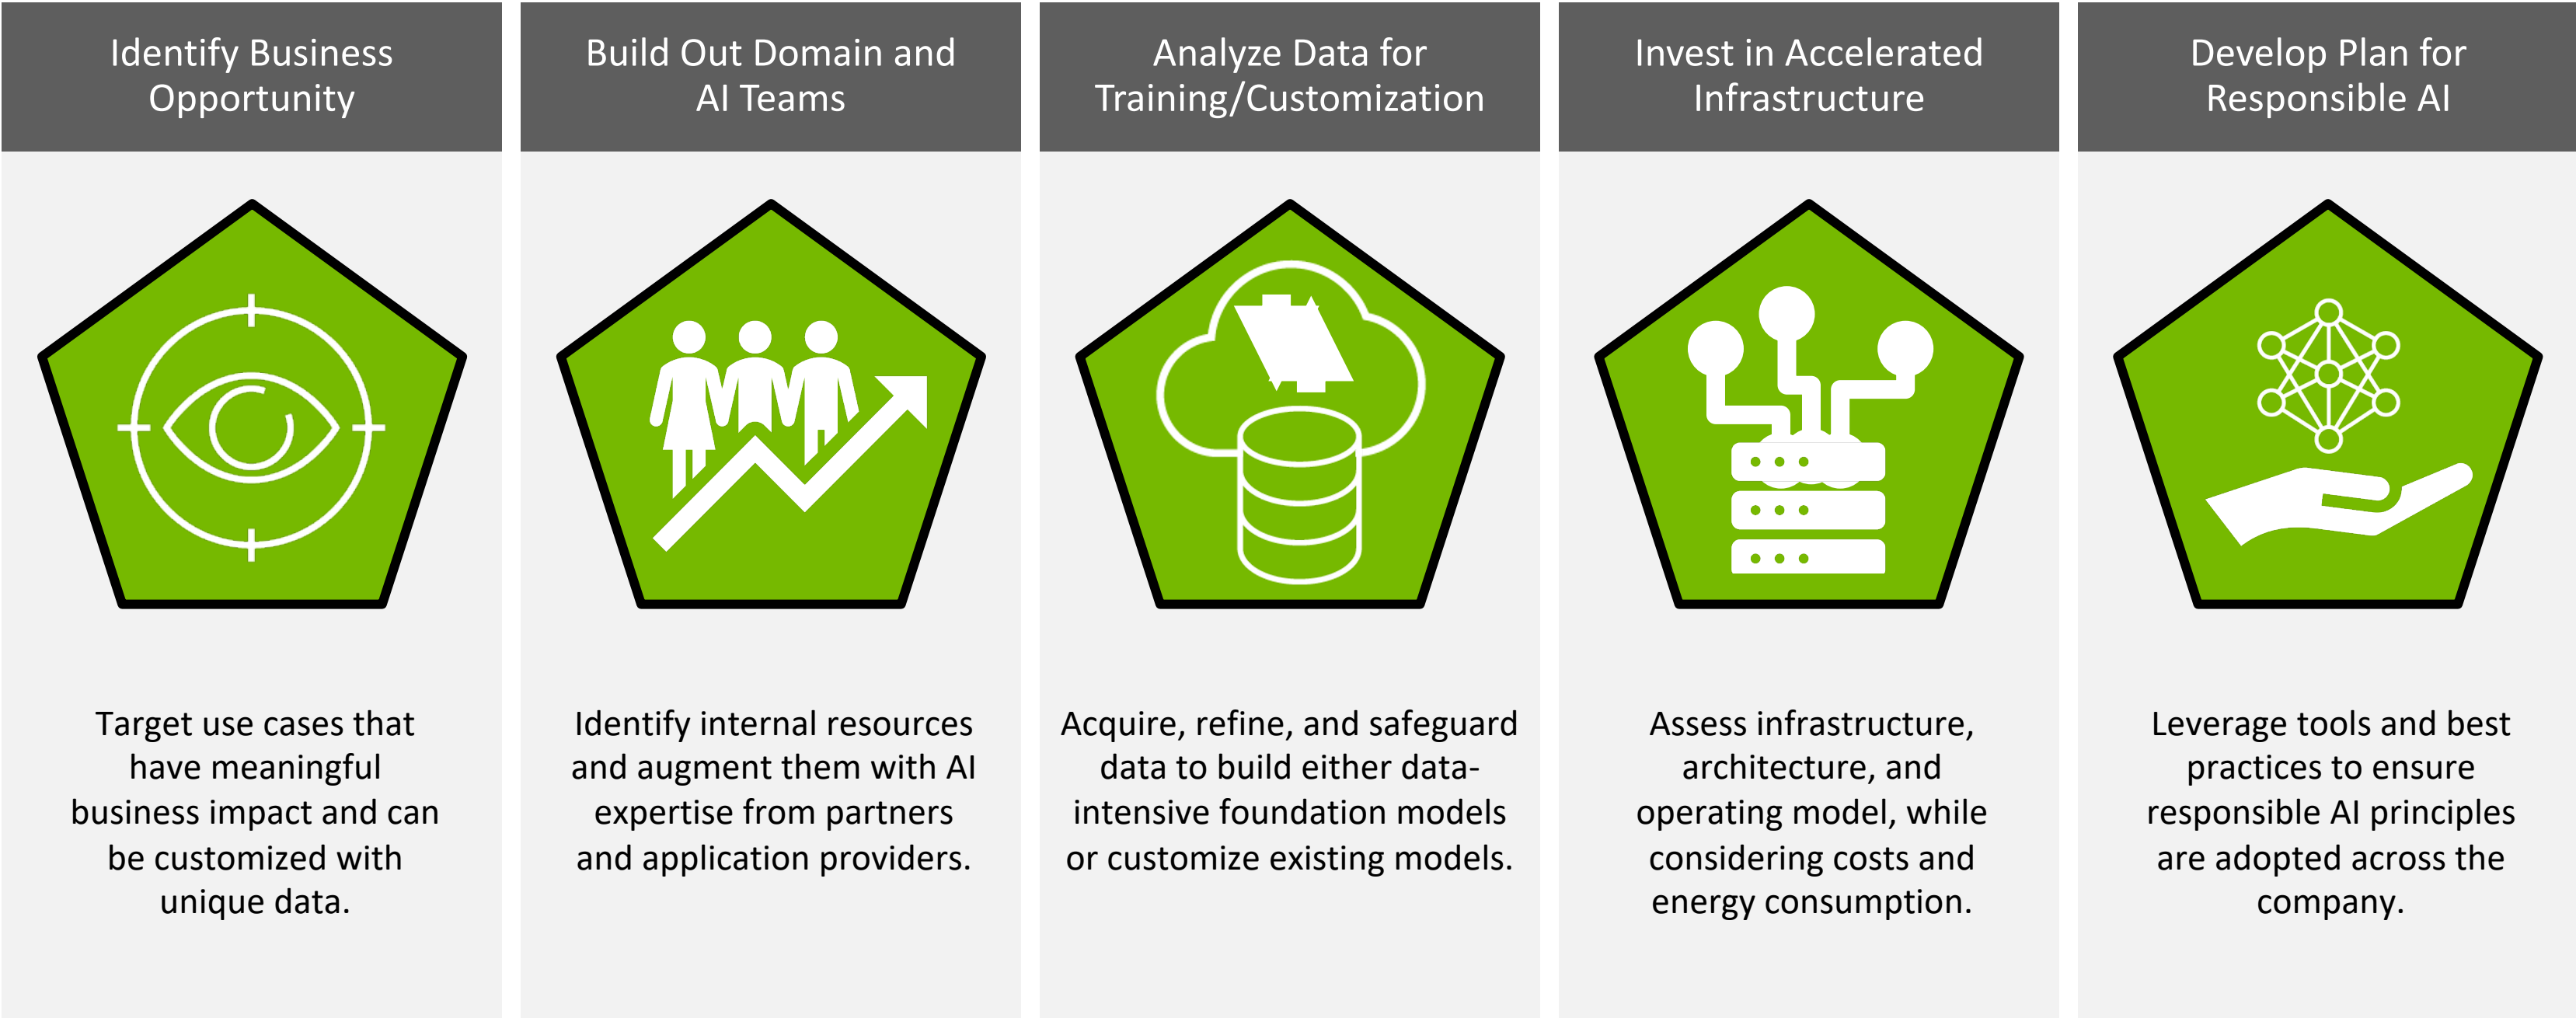 Identify Business
Opportunity
Target use cases that
have meaningful
business impact and can
be customized with
unique data.
Build Out Domain and
AI Teams
Identify internal resources
and augment them with AI
expertise from partners
and application providers.
Analyze Data for
Training/Customization
Acquire, refine, and safeguard
data to build either data-
intensive foundation models
or customize existing models.
Invest in Accelerated
Infrastructure
Assess infrastructure,
architecture, and
operating model, while
considering costs and
energy consumption.
Develop Plan for
Responsible AI
Leverage tools and best
practices to ensure
responsible AI principles
are adopted across the
company.